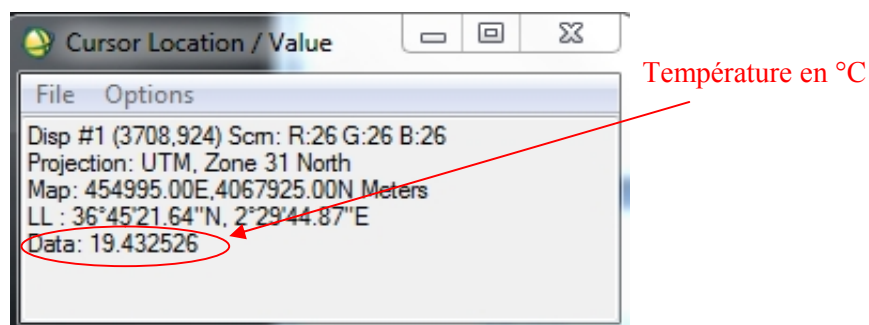 Cursor Location / Value
Température en °C
File Options
Disp #1 (3708,924) Scrn: R:26 G:26 B:26
Projection: UTM, Zone 31 North
Map: 454995.00E,4067925.00N Meters
LL : 36°45'21.64"N, 2°29'44.87"E
Data: 19.432526